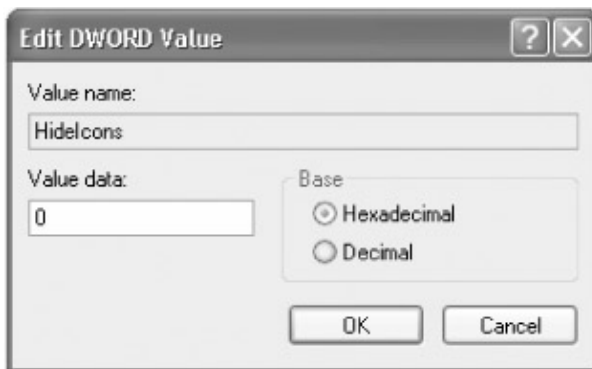 Edit DWORD Value
Value name:
HideIcons
Value data:
0
Base
Hexadecimal
Decimal
OK
Cancel